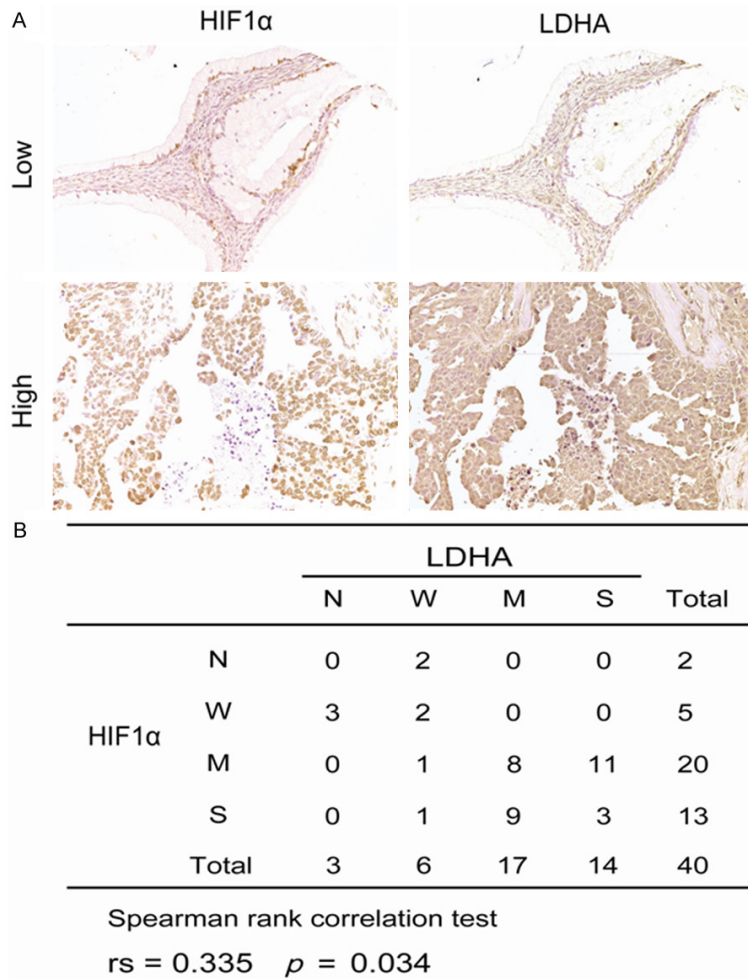 A
HIF1α LDHA
Low
High
B
LDHA
N W M S Total
N 0 2 0 0 2
W 3 2 0 0 5
HIF1α
M 0 1 8 11 20
S 0 1 9 3 13
Total 3 6 17 14 40
Spearman rank correlation test
rs = 0.335 p = 0.034